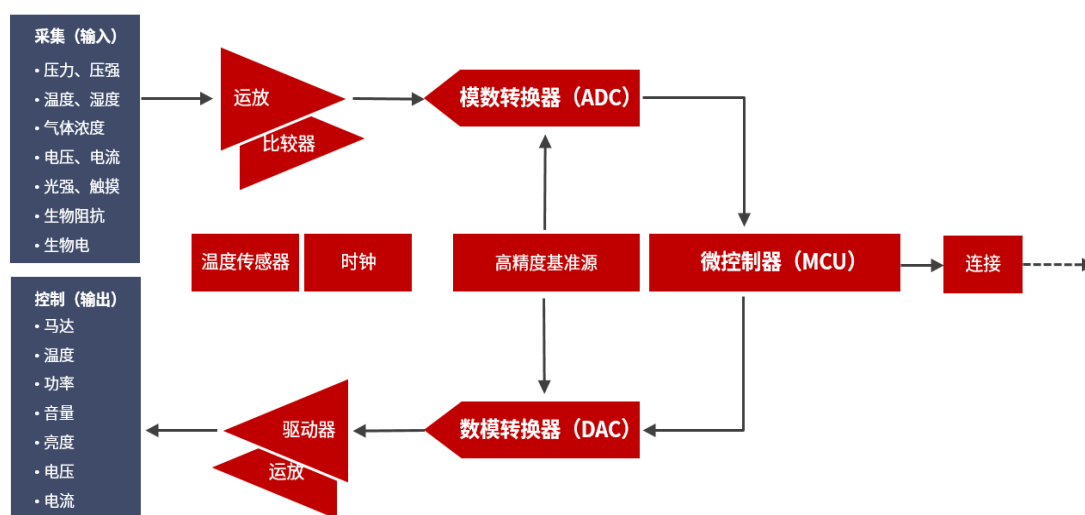 采集（输入）
• 压力、压强
• 温度、湿度
• 气体浓度
• 电压、电流
• 光强、触摸
• 生物阻抗
• 生物电
运放
比较器
模数转换器（ADC）
温度传感器
时钟
高精度基准源
微控制器（MCU）
连接
控制（输出）
• 马达
• 温度
• 功率
• 音量
• 亮度
• 电压
• 电流
驱动器
运放
数模转换器（DAC）